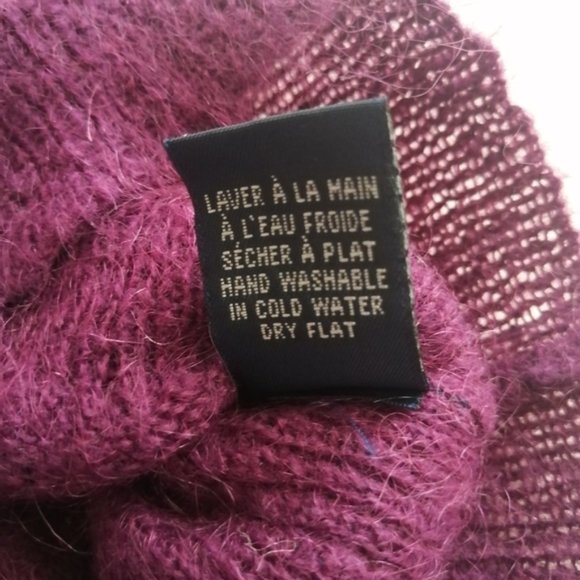 LAVER À LA MAIN
À L'EAU FROIDE
SÉCHER À PLAT
HAND WASHABLE
IN COLD WATER
DRY FLAT